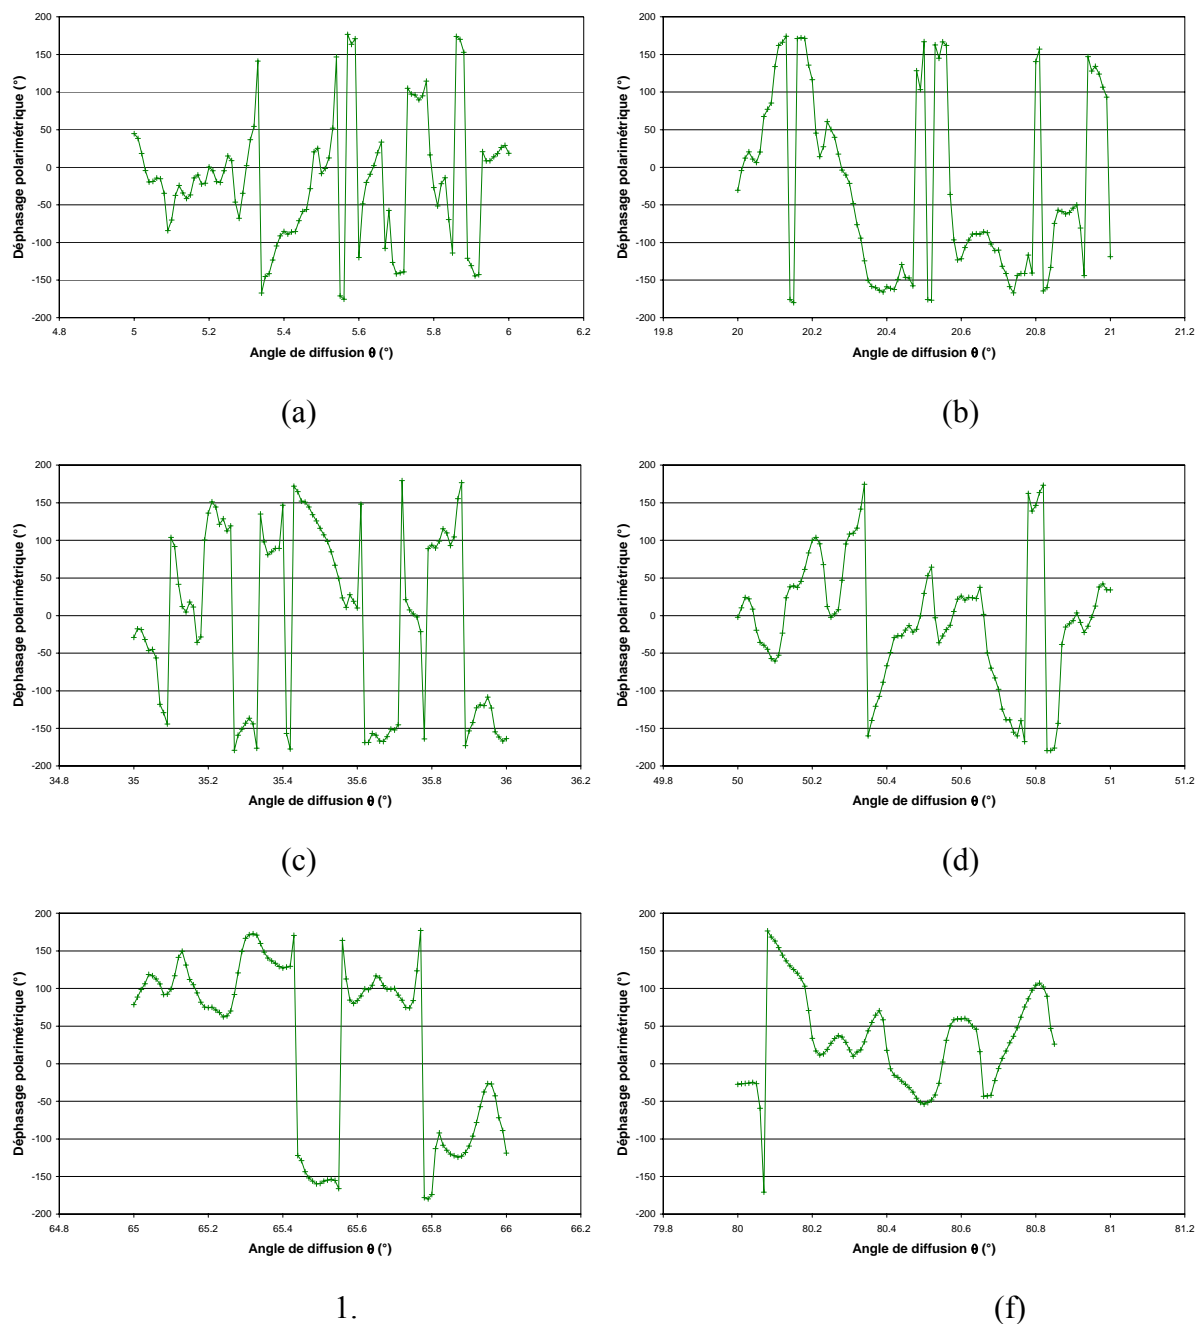 200
150
100
50
0
-50
-100
-150
-200
Déphasage polarimétrique (°)
4.8 5 5.2 5.4 5.6 5.8 6 6.2
Angle de diffusion θ (°)
(a)
200
150
100
50
0
-50
-100
-150
-200
Déphasage polarimétrique (°)
19.8 20 20.2 20.4 20.6 20.8 21 21.2
Angle de diffusion θ (°)
(b)
200
150
100
50
0
-50
-100
-150
-200
Déphasage polarimétrique (°)
34.8 35 35.2 35.4 35.6 35.8 36 36.2
Angle de diffusion θ (°)
(c)
200
150
100
50
0
-50
-100
-150
-200
Déphasage polarimétrique (°)
49.8 50 50.2 50.4 50.6 50.8 51 51.2
Angle de diffusion θ (°)
(d)
200
150
100
50
0
-50
-100
-150
-200
Déphasage polarimétrique (°)
64.8 65 65.2 65.4 65.6 65.8 66 66.2
Angle de diffusion θ (°)
1.
200
150
100
50
0
-50
-100
-150
-200
Déphasage polarimétrique (°)
79.8 80 80.2 80.4 80.6 80.8 81 81.2
Angle de diffusion θ (°)
(f)